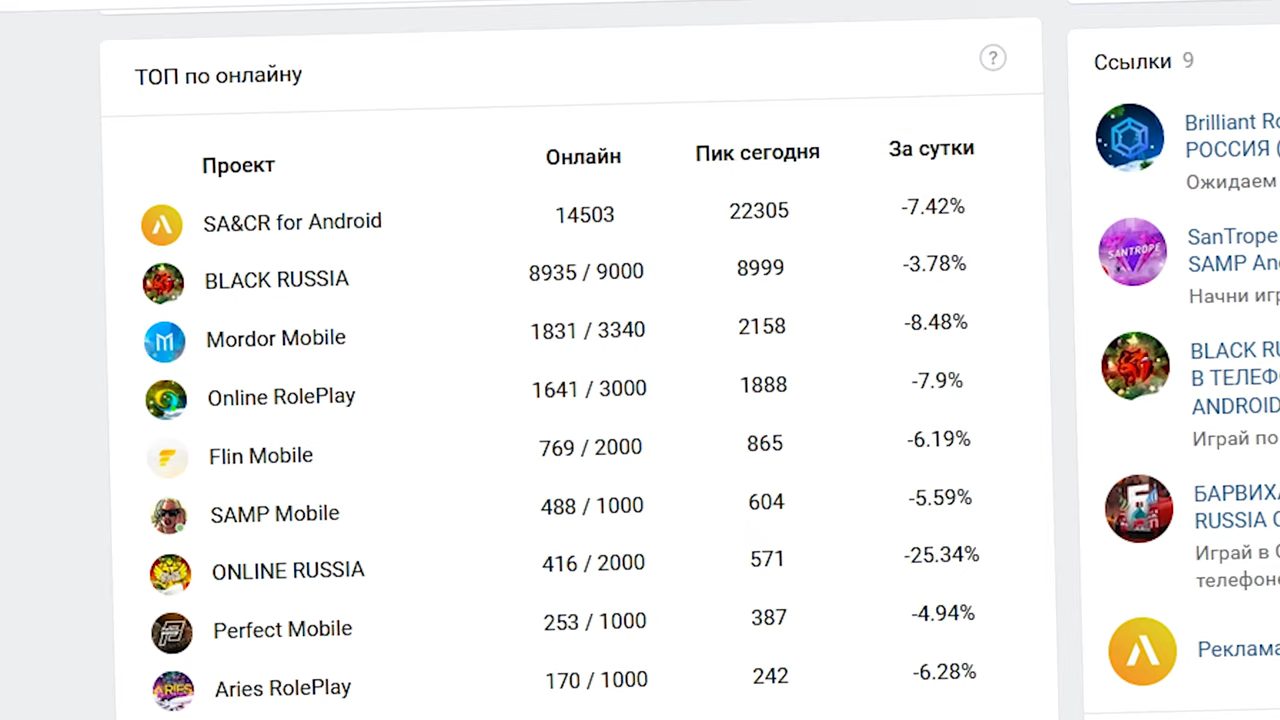 ТОП по онлайну
?
Проект Онлайн Пик сегодня За сутки
SA&CR for Android 14503 22305 -7.42%
BLACK RUSSIA 8935 / 9000 8999 -3.78%
Mordor Mobile 1831 / 3340 2158 -8.48%
Online RolePlay 1641 / 3000 1888 -7.9%
Flin Mobile 769 / 2000 865 -6.19%
SAMP Mobile 488 / 1000 604 -5.59%
ONLINE RUSSIA 416 / 2000 571 -25.34%
Perfect Mobile 253 / 1000 387 -4.94%
ARIES
Aries RolePlay 170 / 1000 242 -6.28%
Ссылки 9
Brilliant
РОССИЯ (
Ожидаем
SANTROPE
SanTrope
SAMP
Начни
BLACK
В
ANDROID
Играй по
RUSSIA
Играй в